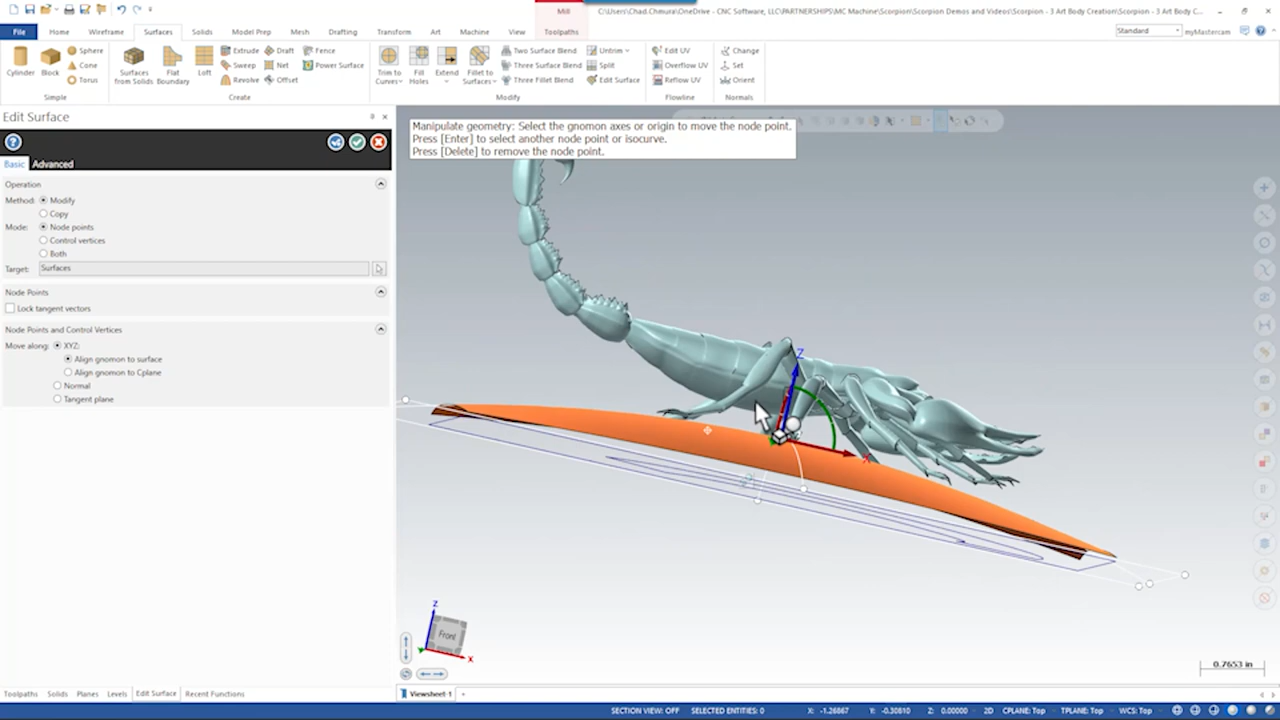 Mill
C:\Users\Chad.Chmura\OneDrive - CNC Software, LLC\PARTNERSHIPS\MC Machine\Scorpion\Scorpion Demos and Videos\Scorpion - 3 Art Body Creation\Scorpion - 3 Art Body C...
File Home Wireframe Surfaces Solids Model Prep Mesh Drafting Transform Art Machine View Toolpaths
Standard myMastercam
Cylinder Block Sphere Cone Torus
Simple
Surfaces from Solids Flat Boundary Loft Extrude Sweep Revolve Draft Net Offset Fence Power Surface
Create
Trim to Curves Fill Holes Extend Fillet to Surfaces Two Surface Blend Three Surface Blend Three Fillet Blend Untrim Split Edit Surface
Modify
Edit UV Overflow UV Reflow UV
Flowline
Change Set Orient
Normals
Edit Surface
Basic Advanced
Operation
Method: Modify
Copy
Mode: Node points
Control vertices
Both
Target: Surfaces
Node Points
Lock tangent vectors
Node Points and Control Vertices
Move along: XYZ:
Align gnomon to surface
Align gnomon to Cplane
Normal
Tangent plane
Manipulate geometry: Select the gnomon axes or origin to move the node point.
Press [Enter] to select another node point or isocurve.
Press [Delete] to remove the node point.
Z
X
Z
Front
X
0.7653 in
Toolpaths Solids Planes Levels Edit Surface Recent Functions
Viewsheet-1 +
SECTION VIEW: OFF SELECTED ENTITIES: 0 X: -1.26867 Y: -0.30810 Z: 0.00000 2D CPLANE: Top TPLANE: Top WCS: Top